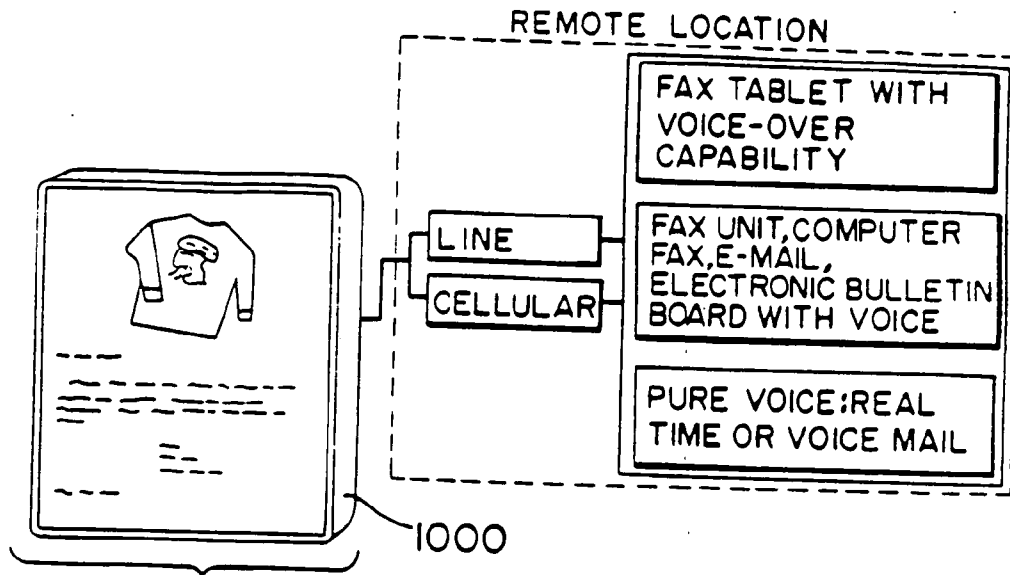 REMOTE LOCATION
FAX TABLET WITH
VOICE-OVER
CAPABILITY
LINE
CELLULAR
FAX UNIT,COMPUTER
FAX,E-MAIL,
ELECTRONIC BULLETIN
BOARD WITH VOICE
PURE VOICE:REAL
TIME OR VOICE MAIL
1000